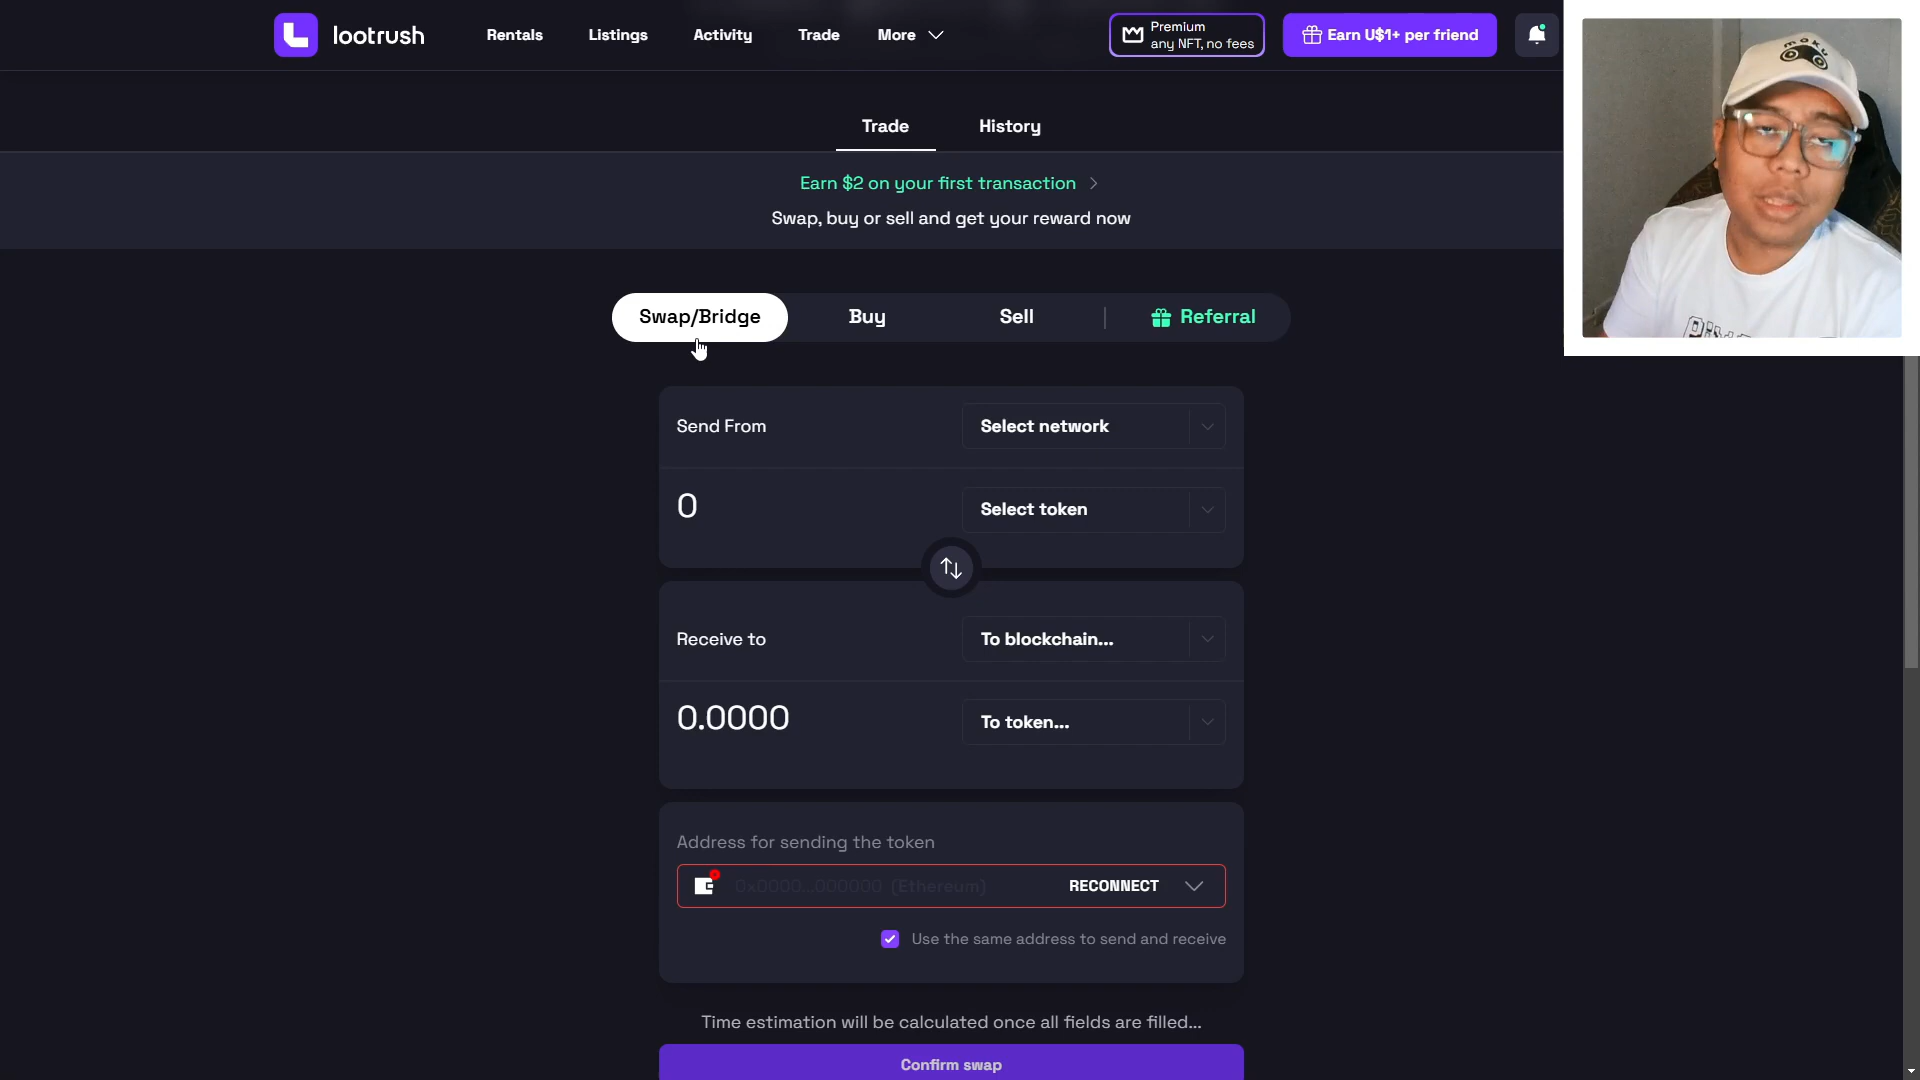 lootrush
Rentals
Listings
Activity
Trade
More
Premium
any NFT, no fees
Earn U$1+ per friend
moku
Trade
History
Earn $2 on your first transaction
Swap, buy or sell and get your reward now
Swap/Bridge
Buy
Sell
Referral
Send From
Select network
0
Select token
Receive to
To blockchain...
0.0000
To token...
Address for sending the token
0x0000...000000 (Ethereum)
RECONNECT
Use the same address to send and receive
Time estimation will be calculated once all fields are filled...
Confirm swap